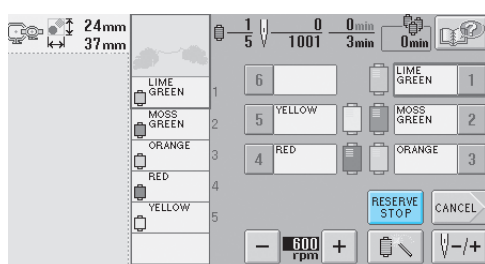 24mm
37mm
1
5
0
1001
0min
3min
0min
LIME
GREEN
1
MOSS
GREEN
2
ORANGE
3
RED
4
YELLOW
5
6
5
YELLOW
4
RED
LIME
GREEN
1
MOSS
GREEN
2
ORANGE
3
RESERVE
STOP
CANCEL
−
600
rpm
+
−/+